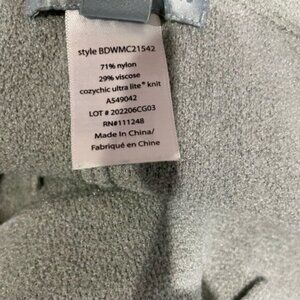 style BDWMC21542
71% nylon
29% viscose
cozychic ultra lite® knit
A549042
LOT # 202206CG03
RN#111248
Made In China/
Fabriqué en Chine